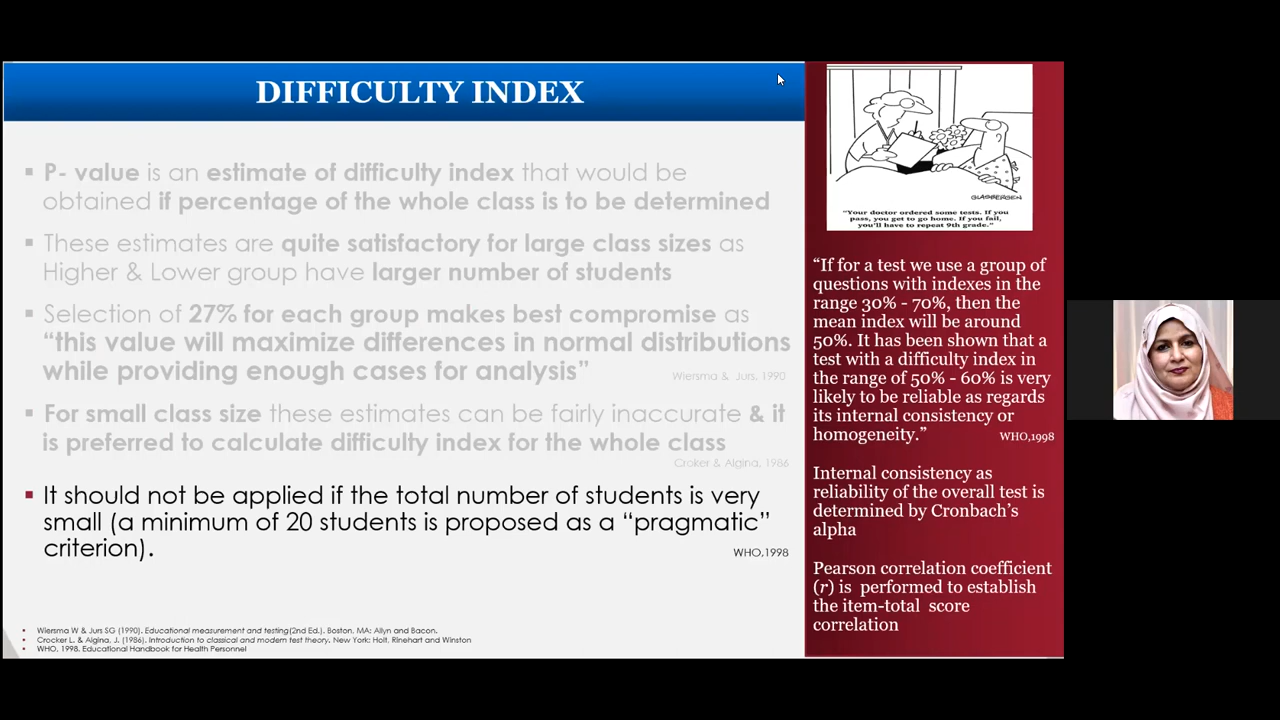 DIFFICULTY INDEX
▪ P- value is an estimate of difficulty index that would be
obtained if percentage of the whole class is to be determined
▪ These estimates are quite satisfactory for large class sizes as
Higher & Lower group have larger number of students
▪ Selection of 27% for each group makes best compromise as
“this value will maximize differences in normal distributions
while providing enough cases for analysis”
Wiersma & Jurs, 1990
▪ For small class size these estimates can be fairly inaccurate & it
is preferred to calculate difficulty index for the whole class
Croker & Algina, 1986
▪ It should not be applied if the total number of students is very
small (a minimum of 20 students is proposed as a “pragmatic”
criterion).
WHO,1998
• Wiersma W & Jurs SG (1990). Educational measurement and testing(2nd Ed.). Boston, MA: Allyn and Bacon.
• Crocker L. & Algina, J. (1986). Introduction to classical and modern test theory. New York: Holt, Rinehart and Winston
• WHO, 1998. Educational Handbook for Health Personnel
GLASBERGEN
"Your doctor ordered some tests. If you
pass, you get to go home. If you fail,
you'll have to repeat 9th grade."
“If for a test we use a group of
questions with indexes in the
range 30% - 70%, then the
mean index will be around
50%. It has been shown that a
test with a difficulty index in
the range of 50% - 60% is very
likely to be reliable as regards
its internal consistency or
homogeneity.” WHO,1998
Internal consistency as
reliability of the overall test is
determined by Cronbach’s
alpha
Pearson correlation coefficient
(r) is performed to establish
the item-total score
correlation